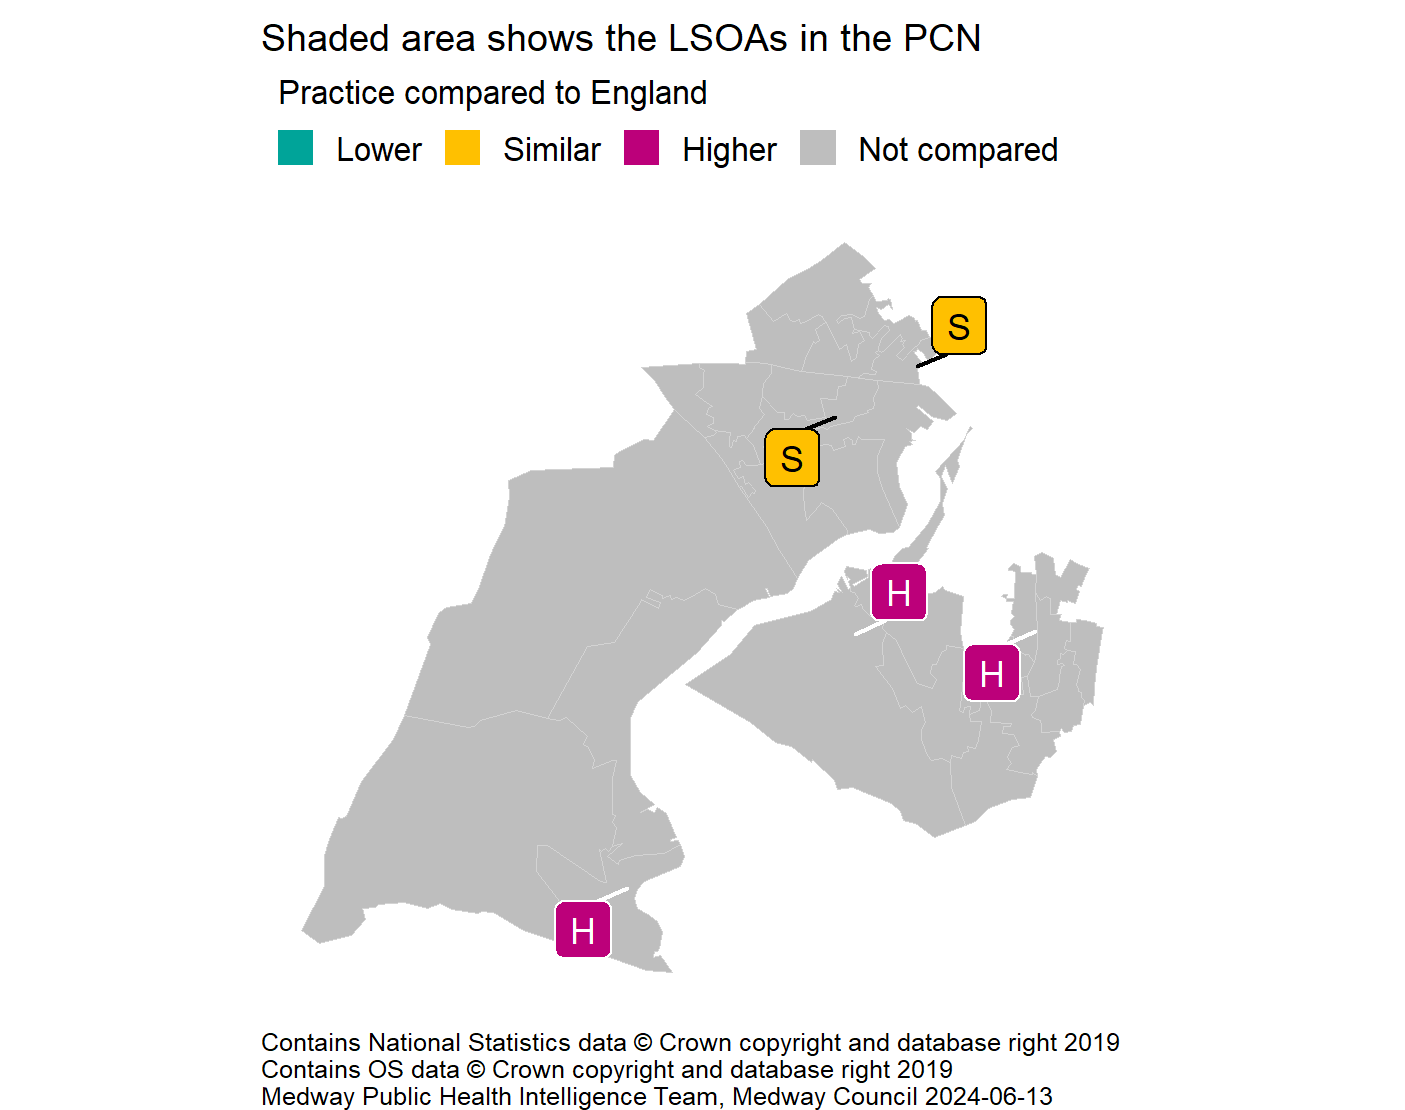 Shaded area shows the LSOAs in the PCN
Practice compared to England
Lower Similar Higher Not compared
S
S
H
H
H
Contains National Statistics data © Crown copyright and database right 2019
Contains OS data © Crown copyright and database right 2019
Medway Public Health Intelligence Team, Medway Council 2024-06-13